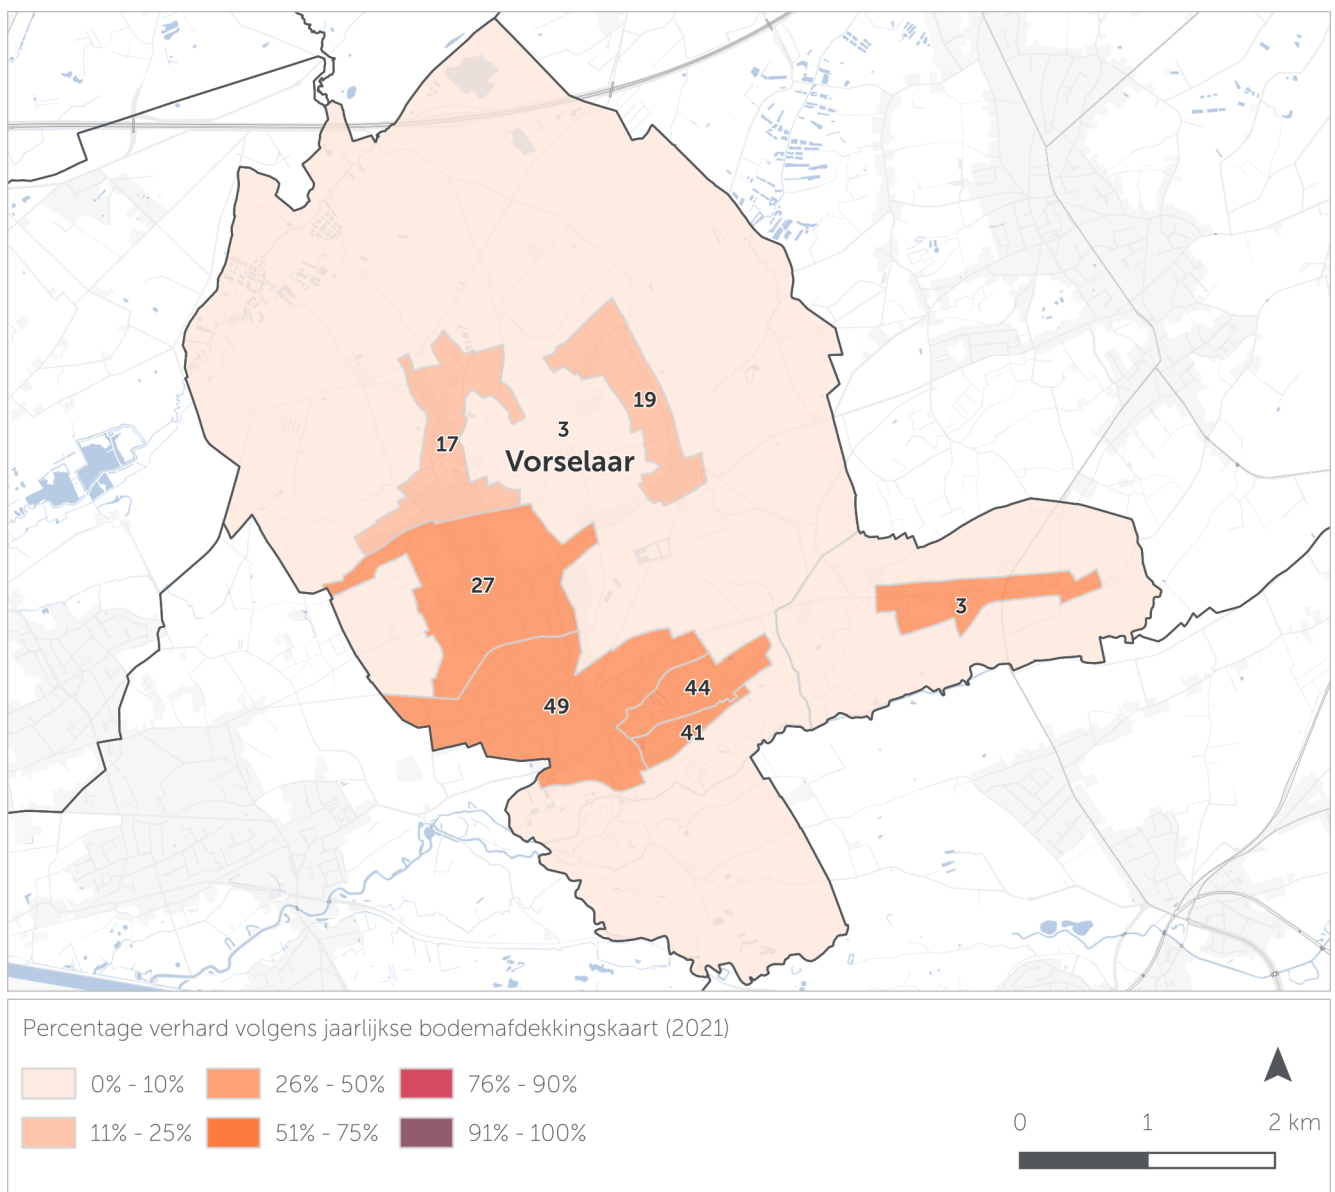 19
3
17
Vorselaar
27
3
44
49
41
Percentage verhard volgens jaarlijkse bodemafdekkingskaart (2021)
0% - 10%
26% - 50%
76% - 90%
11% - 25%
51% - 75%
91% - 100%
0 1 2 km